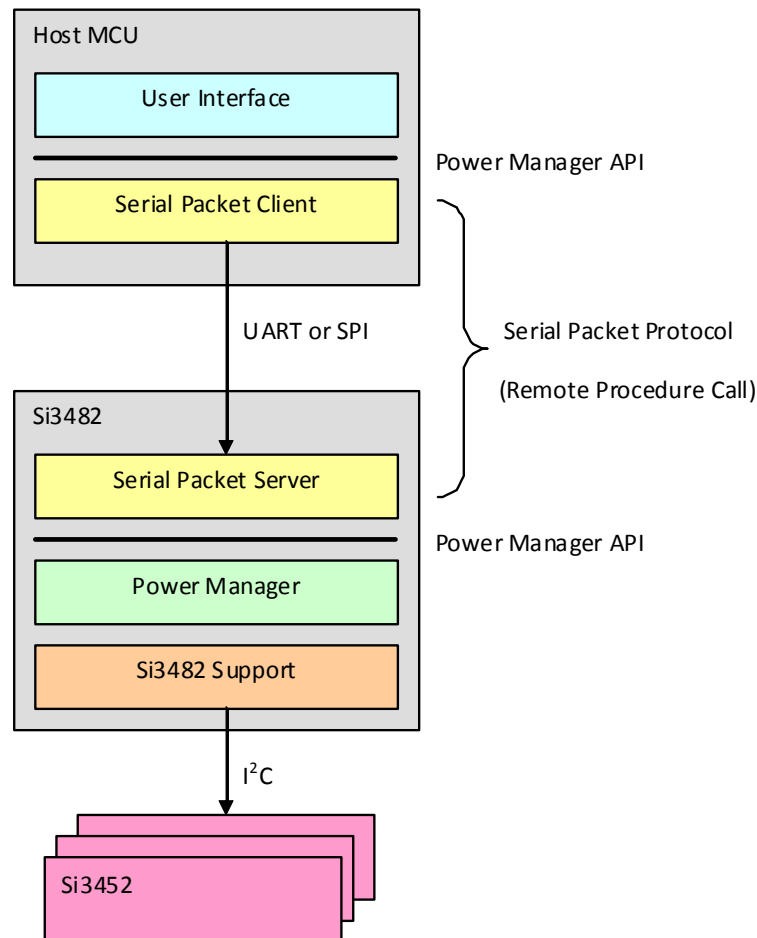 Host MCU
User Interface
Power Manager API
Serial Packet Client
UART or SPI
Serial Packet Protocol
(Remote Procedure Call)
Si3482
Serial Packet Server
Power Manager API
Power Manager
Si3482 Support
I²C
Si3452